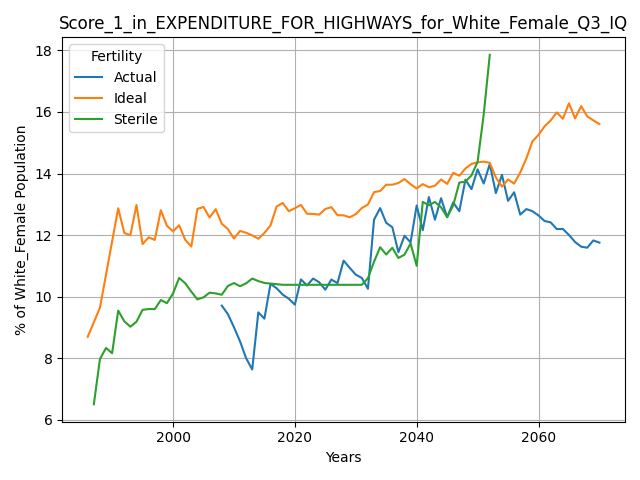 Score_1_in_EXPENDITURE_FOR_HIGHWAYS_for_White_Female_Q3_IQ
Fertility
Actual
Ideal
Sterile
% of White_Female Population
18
16
14
12
10
8
6
2000 2020 2040 2060
Years